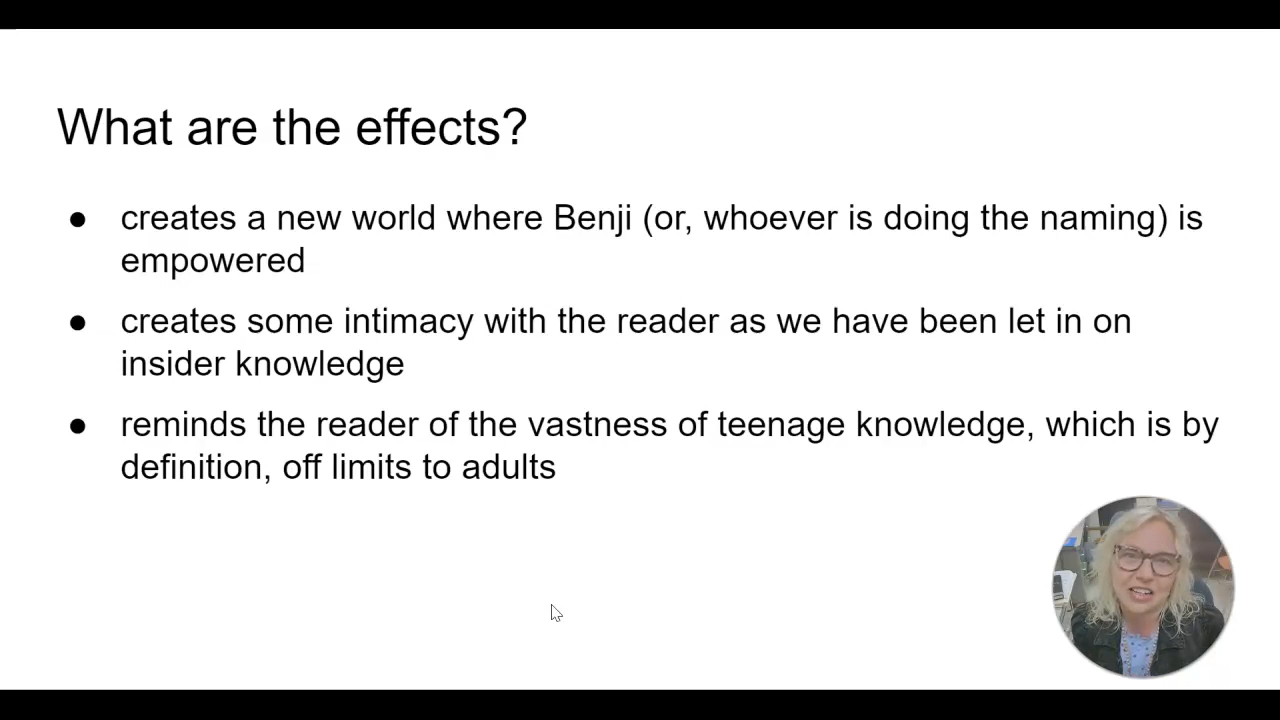 What are the effects?
● creates a new world where Benji (or, whoever is doing the naming) is
empowered
● creates some intimacy with the reader as we have been let in on
insider knowledge
● reminds the reader of the vastness of teenage knowledge, which is by
definition, off limits to adults